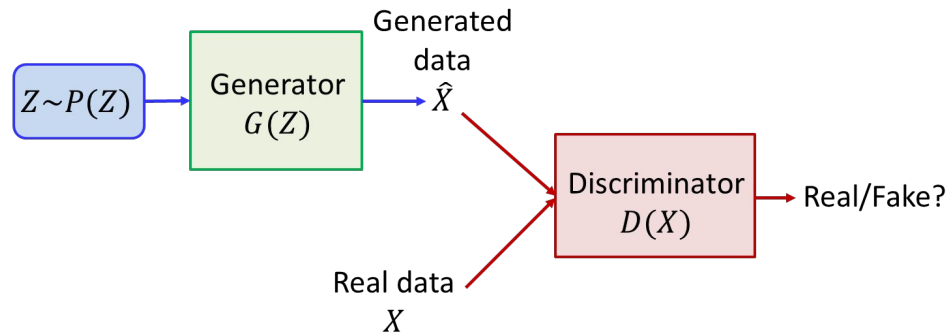 Z~P(Z)
Generator
G(Z)
Generated
data
X̂
Real data
X
Discriminator
D(X)
Real/Fake?